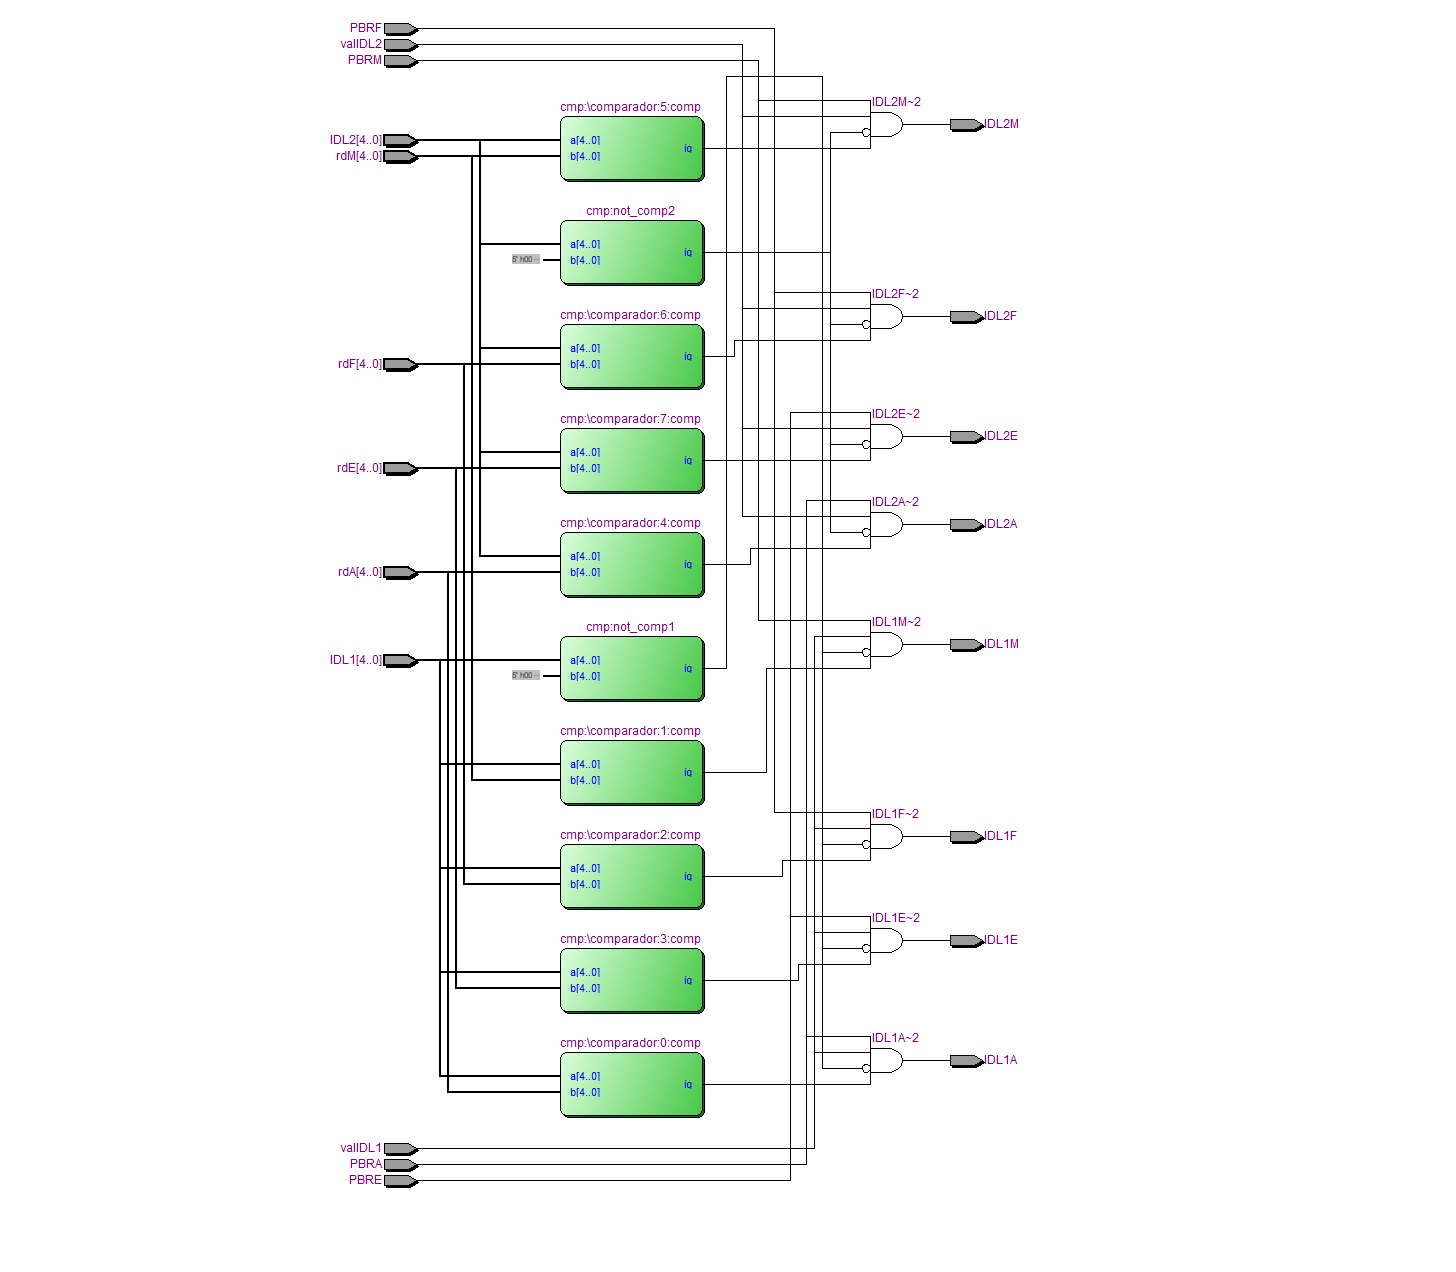 PBRF
valIDL2
PBRM
IDL2M~2
cmp:\comparador:5:comp
IDL2M
IDL2[4..0]
a[4..0]
iq
rdM[4..0]
b[4..0]
cmp:not_comp2
a[4..0]
iq
5' h00 --
b[4..0]
IDL2F~2
cmp:\comparador:6:comp
IDL2F
a[4..0]
iq
rdF[4..0]
b[4..0]
IDL2E~2
cmp:\comparador:7:comp
IDL2E
a[4..0]
iq
rdE[4..0]
b[4..0]
IDL2A~2
cmp:\comparador:4:comp
IDL2A
a[4..0]
iq
rdA[4..0]
b[4..0]
IDL1M~2
cmp:not_comp1
IDL1M
IDL1[4..0]
a[4..0]
iq
5' h00 --
b[4..0]
cmp:\comparador:1:comp
a[4..0]
iq
b[4..0]
IDL1F~2
cmp:\comparador:2:comp
IDL1F
a[4..0]
iq
b[4..0]
IDL1E~2
cmp:\comparador:3:comp
IDL1E
a[4..0]
iq
b[4..0]
IDL1A~2
cmp:\comparador:0:comp
IDL1A
a[4..0]
iq
b[4..0]
valIDL1
PBRA
PBRE